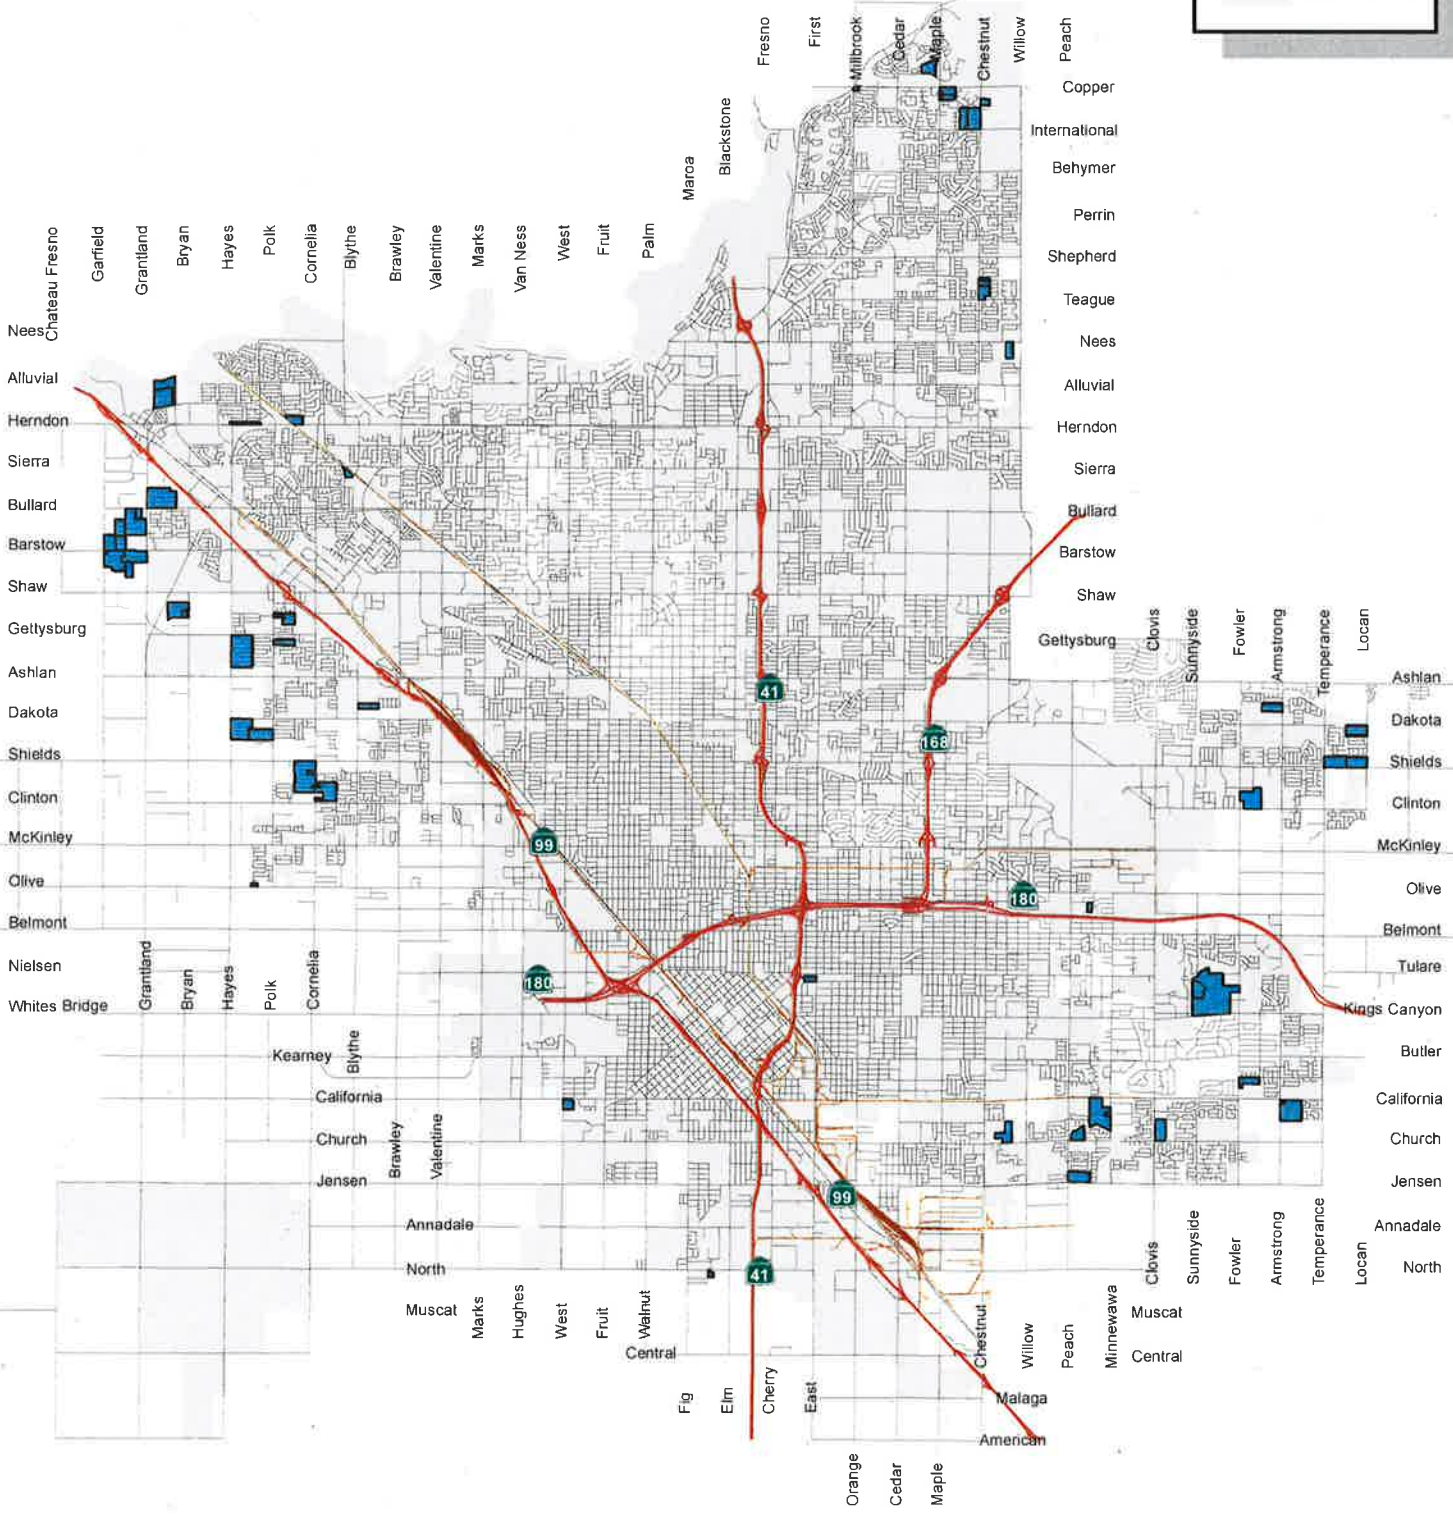 Fresno
First
Millbrook
Cedar
Maple
Chestnut
Willow
Peach
Copper
International
Behymer
Perrin
Shepherd
Teague
Nees
Alluvial
Herndon
Sierra
Bullard
Barstow
Shaw
Gettysburg
Maroa
Blackstone
Chateau Fresno
Garfield
Grantland
Bryan
Hayes
Polk
Cornelia
Blythe
Brawley
Valentine
Marks
Van Ness
West
Fruit
Palm
Nees
Alluvial
Herndon
Sierra
Bullard
Barstow
Shaw
Gettysburg
Ashlan
Dakota
Shields
Clinton
McKinley
Olive
Belmont
Nielsen
Whites Bridge
Clovis
Sunnyside
Fowler
Armstrong
Temperance
Locan
Ashlan
Dakota
Shields
Clinton
McKinley
Olive
Belmont
Tulare
Kings Canyon
Butler
California
Church
Jensen
Annadale
North
41
168
99
180
180
99
41
Grantland
Bryan
Hayes
Polk
Cornelia
Kearney
Blythe
California
Church
Brawley
Valentine
Jensen
Annadale
North
Muscat
Marks
Hughes
West
Fruit
Walnut
Central
Fig
Elm
Cherry
East
Orange
Cedar
Maple
Chestnut
Willow
Peach
Minnewawa
Clovis
Sunnyside
Fowler
Armstrong
Temperance
Locan
Muscat
Central
Malaga
American